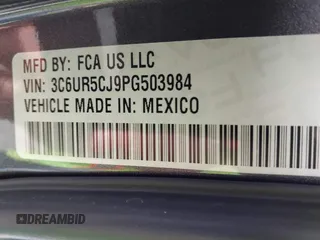 MFD BY: FCA US LLC
VIN: 3C6UR5CJ9PG503984
VEHICLE MADE IN: MEXICO
DREAMBID